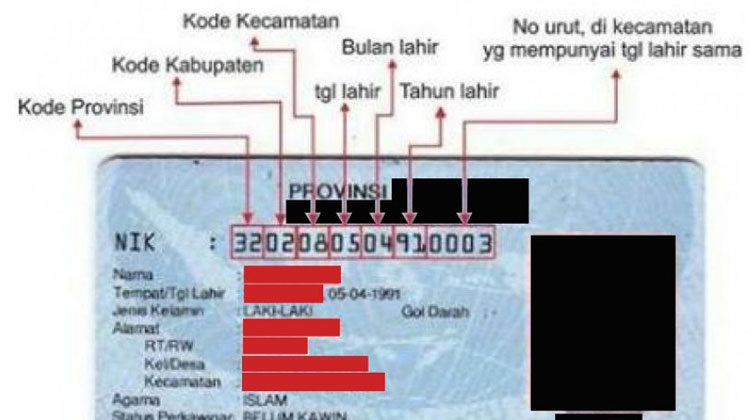 Kode Kecamatan
Bulan lahir
No urut, di kecamatan
yg mempunyai tgl lahir sama
Kode Kabupaten
tgl lahir
Tahun lahir
Kode Provinsi
PROVINSI
NIK : 3202080504910003
Nama
Tempat/Tgl Lahir 05-04-1991
Jenis Kelamin : LAKI-LAKI Gol Darah : -
Alamat
RT/RW
Kel/Desa
Kecamatan
Agama ISLAM
Status Perkawinan BELUM KAWIN